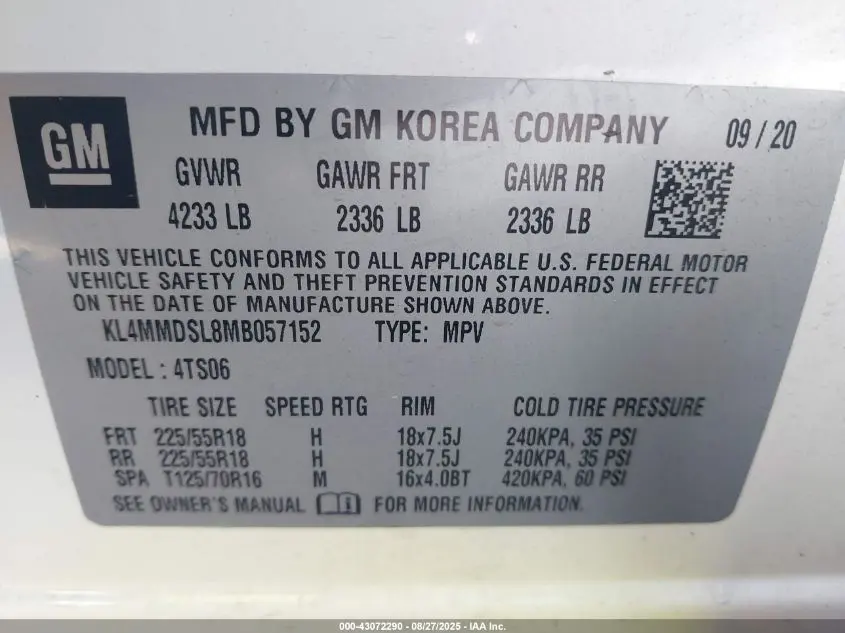 GM
MFD BY GM KOREA COMPANY 09/20
GVWR GAWR FRT GAWR RR
4233 LB 2336 LB 2336 LB
THIS VEHICLE CONFORMS TO ALL APPLICABLE U.S. FEDERAL MOTOR
VEHICLE SAFETY AND THEFT PREVENTION STANDARDS IN EFFECT
ON THE DATE OF MANUFACTURE SHOWN ABOVE.
KL4MMDSL8MB057152 TYPE: MPV
MODEL: 4TS06
TIRE SIZE SPEED RTG RIM COLD TIRE PRESSURE
FRT 225/55R18 H 18x7.5J 240KPA, 35 PSI
RR 225/55R18 H 18x7.5J 240KPA, 35 PSI
SPA T125/70R16 M 16x4.0BT 420KPA, 60 PSI
SEE OWNER'S MANUAL i FOR MORE INFORMATION.
000-43072290 - 08/27/2025 - IAA Inc.